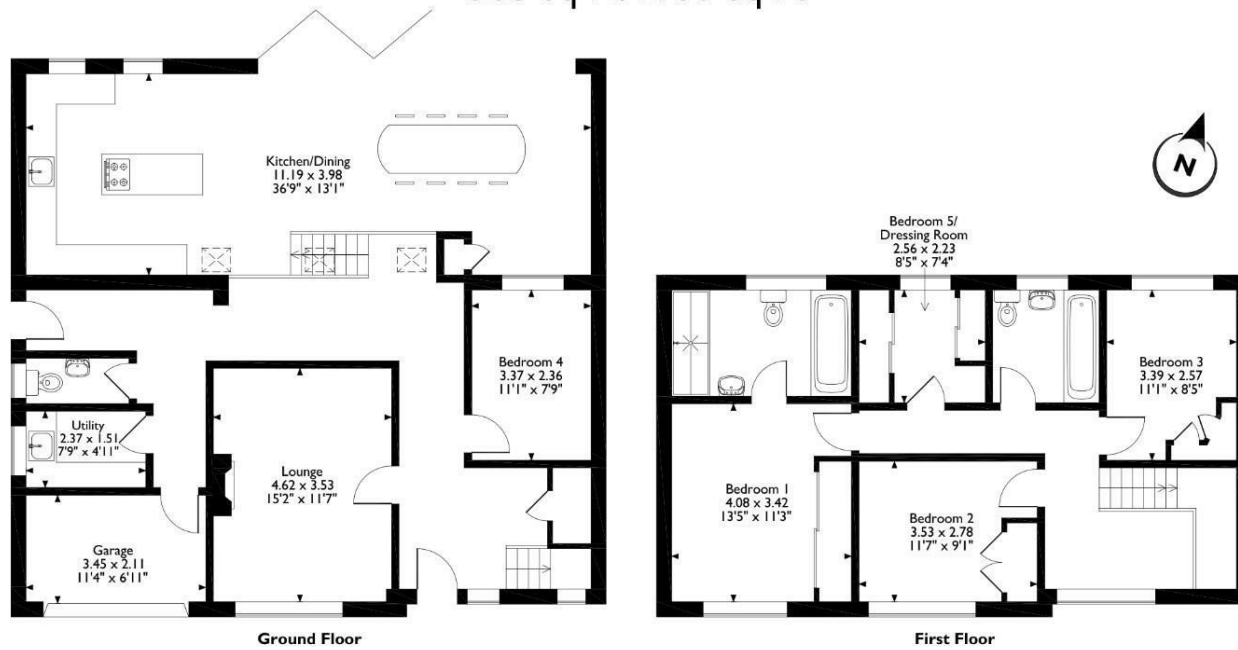 Kitchen/Dining
11.19 x 3.98
36'9" x 13'1"
N
Bedroom 5/
Dressing Room
2.56 x 2.23
8'5" x 7'4"
Bedroom 4
3.37 x 2.36
11'1" x 7'9"
Utility
2.37 x 1.51
7'9" x 4'11"
Lounge
4.62 x 3.53
15'2" x 11'7"
Garage
3.45 x 2.11
11'4" x 6'11"
Ground Floor
Bedroom 3
3.39 x 2.57
11'1" x 8'5"
Bedroom 1
4.08 x 3.42
13'5" x 11'3"
Bedroom 2
3.53 x 2.78
11'7" x 9'1"
First Floor